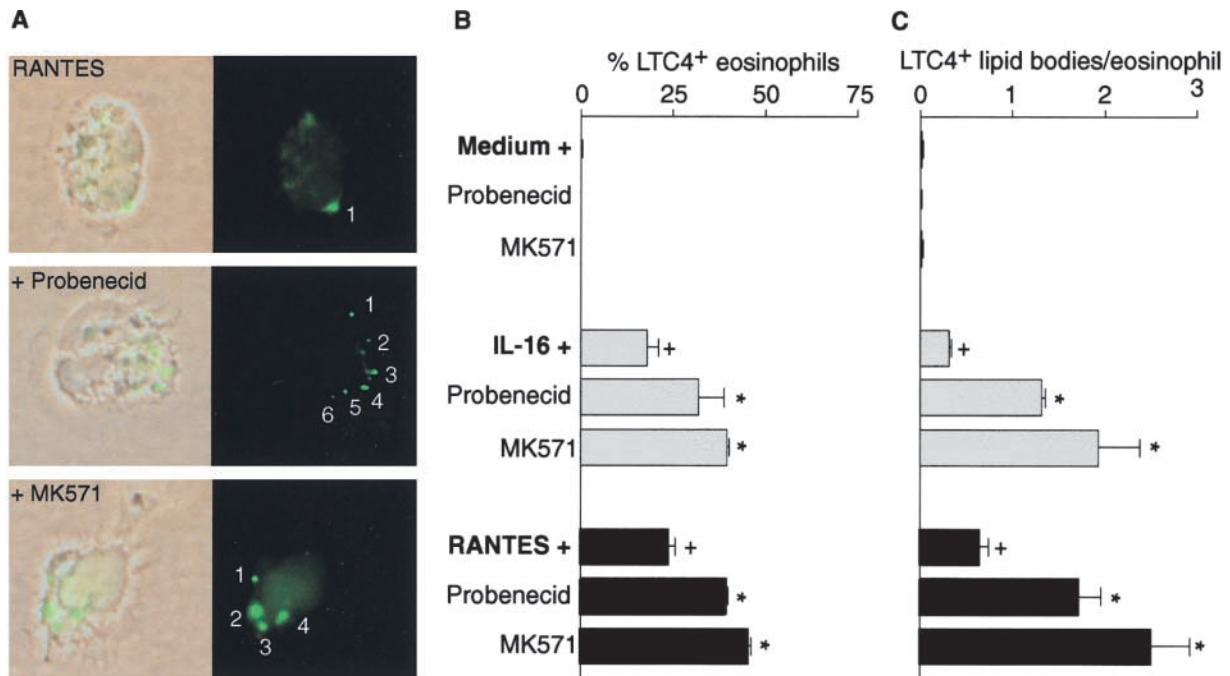 A
RANTES
1
+ Probenecid
1
2
3
4
5
6
+ MK571
1
2
3
4
B
% LTC4+ eosinophils
0 25 50 75
Medium +
Probenecid
MK571
IL-16 +
+
Probenecid
*
MK571
*
RANTES +
+
Probenecid
*
MK571
*
C
LTC4+ lipid bodies/eosinophil
0 1 2 3
+
*
*
+
*
*